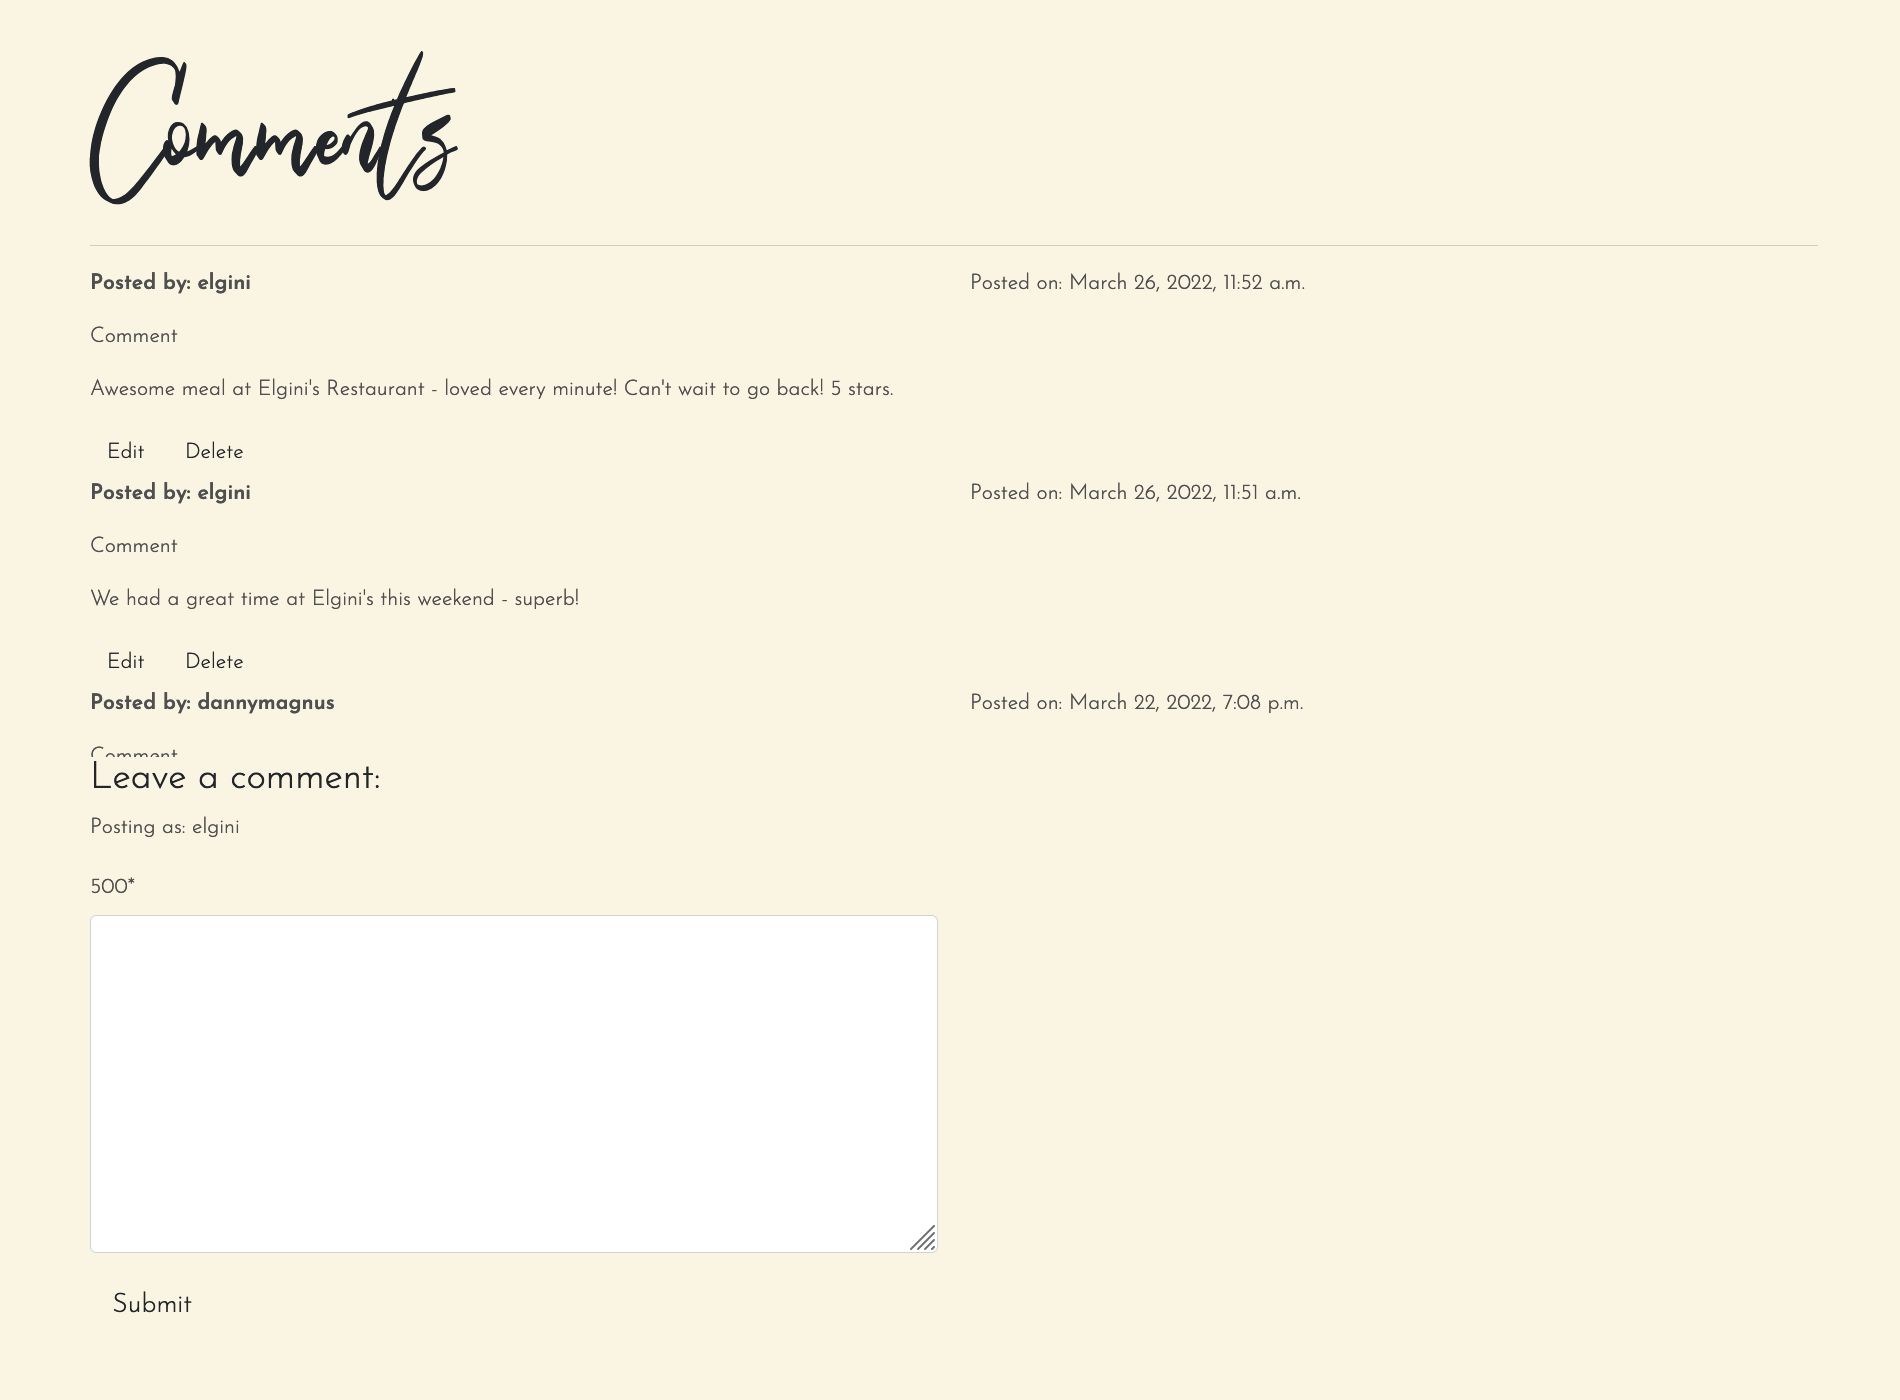 Comments
Posted by: elgini
Posted on: March 26, 2022, 11:52 a.m.
Comment
Awesome meal at Elgini's Restaurant - loved every minute! Can't wait to go back! 5 stars.
Edit Delete
Posted by: elgini
Posted on: March 26, 2022, 11:51 a.m.
Comment
We had a great time at Elgini's this weekend - superb!
Edit Delete
Posted by: dannymagnus
Posted on: March 22, 2022, 7:08 p.m.
Comment
Leave a comment:
Posting as: elgini
500*
Submit